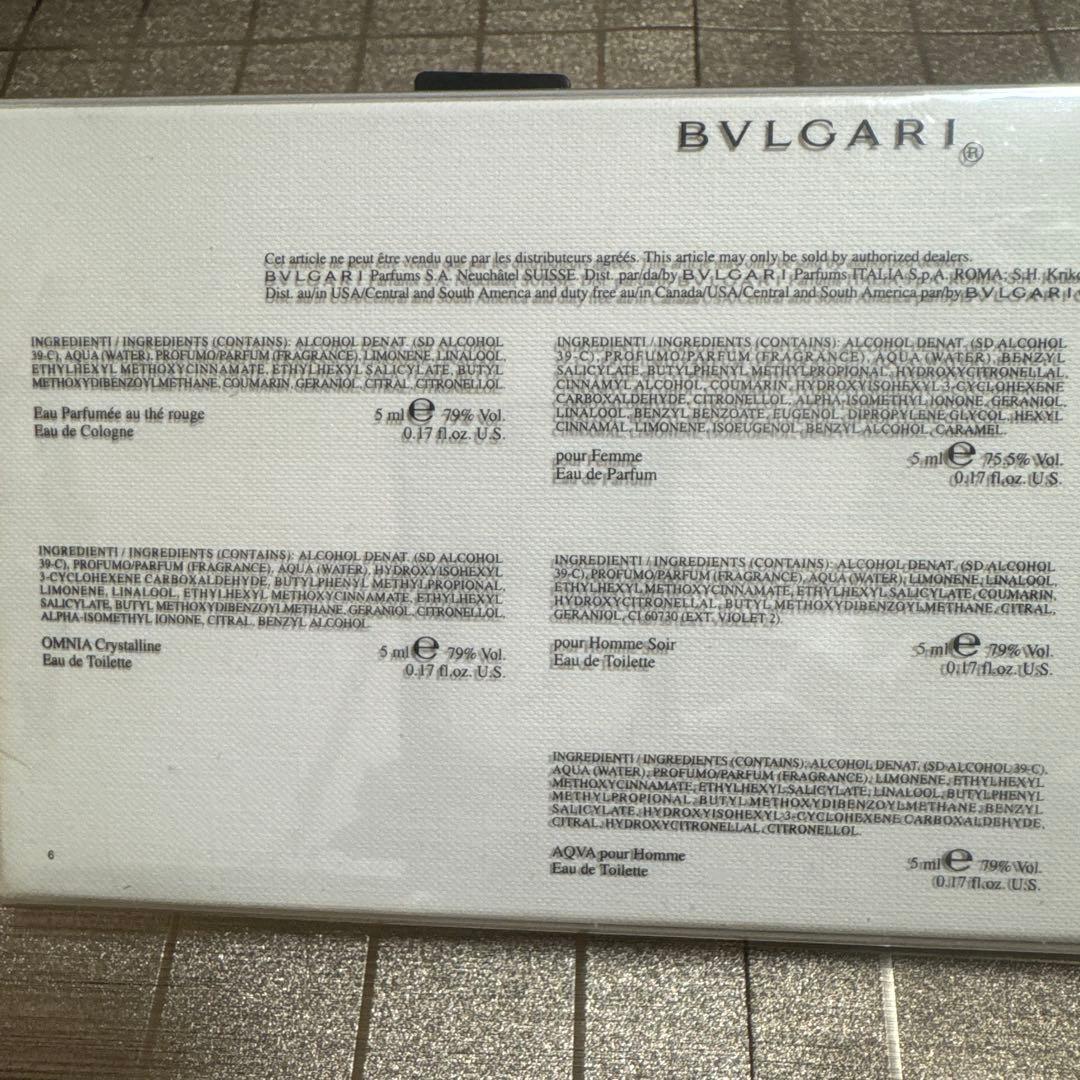 BVLGARI®
Cet article ne peut être vendu que par les distributeurs agréés. This article may only be sold by authorized dealers.
BVLGARI Parfums S.A. Neuchâtel SUISSE. Dist. par/da/by BVLGARI Parfums ITALIA S.p.A. ROMA: S.H.
Dist. au/in USA/Central and South America and duty free au/in Canada/USA/Central and South America par/by BVLGARI
INGREDIENTI / INGREDIENTS (CONTAINS): ALCOHOL DENAT. (SD ALCOHOL
39-C), AQUA (WATER), PROFUMO/PARFUM (FRAGRANCE), LIMONENE, LINALOOL,
ETHYLHEXYL METHOXYCINNAMATE, ETHYLHEXYL SALICYLATE, BUTYL
METHOXYDIBENZOYLMETHANE, COUMARIN, GERANIOL, CITRAL, CITRONELLOL.
Eau Parfumée au thé rouge 5 ml e 79% Vol.
Eau de Cologne 0.17 fl.oz. U.S.
INGREDIENTI / INGREDIENTS (CONTAINS): ALCOHOL DENAT. (SD ALCOHOL
39-C), PROFUMO/PARFUM (FRAGRANCE), AQUA (WATER), BENZYL
SALICYLATE, BUTYLPHENYL METHYLPROPIONAL, HYDROXYCITRONELLAL,
CINNAMYL ALCOHOL, COUMARIN, HYDROXYISOHEXYL 3-CYCLOHEXENE
CARBOXALDEHYDE, CITRONELLOL, ALPHA-ISOMETHYL IONONE, GERANIOL,
LINALOOL, BENZYL BENZOATE, EUGENOL, DIPROPYLENE GLYCOL, HEXYL
CINNAMAL, LIMONENE, ISOEUGENOL, BENZYL ALCOHOL, CARAMEL.
pour Femme 5 ml e 75.5% Vol.
Eau de Parfum 0.17 fl.oz. U.S.
INGREDIENTI / INGREDIENTS (CONTAINS): ALCOHOL DENAT. (SD ALCOHOL
39-C), PROFUMO/PARFUM (FRAGRANCE), AQUA (WATER), HYDROXYISOHEXYL
3-CYCLOHEXENE CARBOXALDEHYDE, BUTYLPHENYL METHYLPROPIONAL,
LIMONENE, LINALOOL, ETHYLHEXYL METHOXYCINNAMATE, ETHYLHEXYL
SALICYLATE, BUTYL METHOXYDIBENZOYLMETHANE, GERANIOL, CITRONELLOL,
ALPHA-ISOMETHYL IONONE, CITRAL, BENZYL ALCOHOL.
OMNIA Crystalline 5 ml e 79% Vol.
Eau de Toilette 0.17 fl.oz. U.S.
INGREDIENTI / INGREDIENTS (CONTAINS): ALCOHOL DENAT. (SD ALCOHOL
39-C), PROFUMO/PARFUM (FRAGRANCE), AQUA (WATER), LIMONENE, LINALOOL,
ETHYLHEXYL METHOXYCINNAMATE, ETHYLHEXYL SALICYLATE, COUMARIN,
HYDROXYCITRONELLAL, BUTYL METHOXYDIBENZOYLMETHANE, CITRAL,
GERANIOL, CI 60730 (EXT. VIOLET 2).
pour Homme Soir 5 ml e 79% Vol.
Eau de Toilette 0.17 fl.oz. U.S.
INGREDIENTI / INGREDIENTS (CONTAINS): ALCOHOL DENAT. (SD ALCOHOL 39-C),
AQUA (WATER), PROFUMO/PARFUM (FRAGRANCE), LIMONENE, ETHYLHEXYL
METHOXYCINNAMATE, ETHYLHEXYL SALICYLATE, LINALOOL, BUTYLPHENYL
METHYLPROPIONAL, BUTYL METHOXYDIBENZOYLMETHANE, BENZYL
SALICYLATE, HYDROXYISOHEXYL 3-CYCLOHEXENE CARBOXALDEHYDE,
CITRAL, HYDROXYCITRONELLAL, CITRONELLOL.
AQVA pour Homme 5 ml e 79% Vol.
Eau de Toilette 0.17 fl.oz. U.S.
6